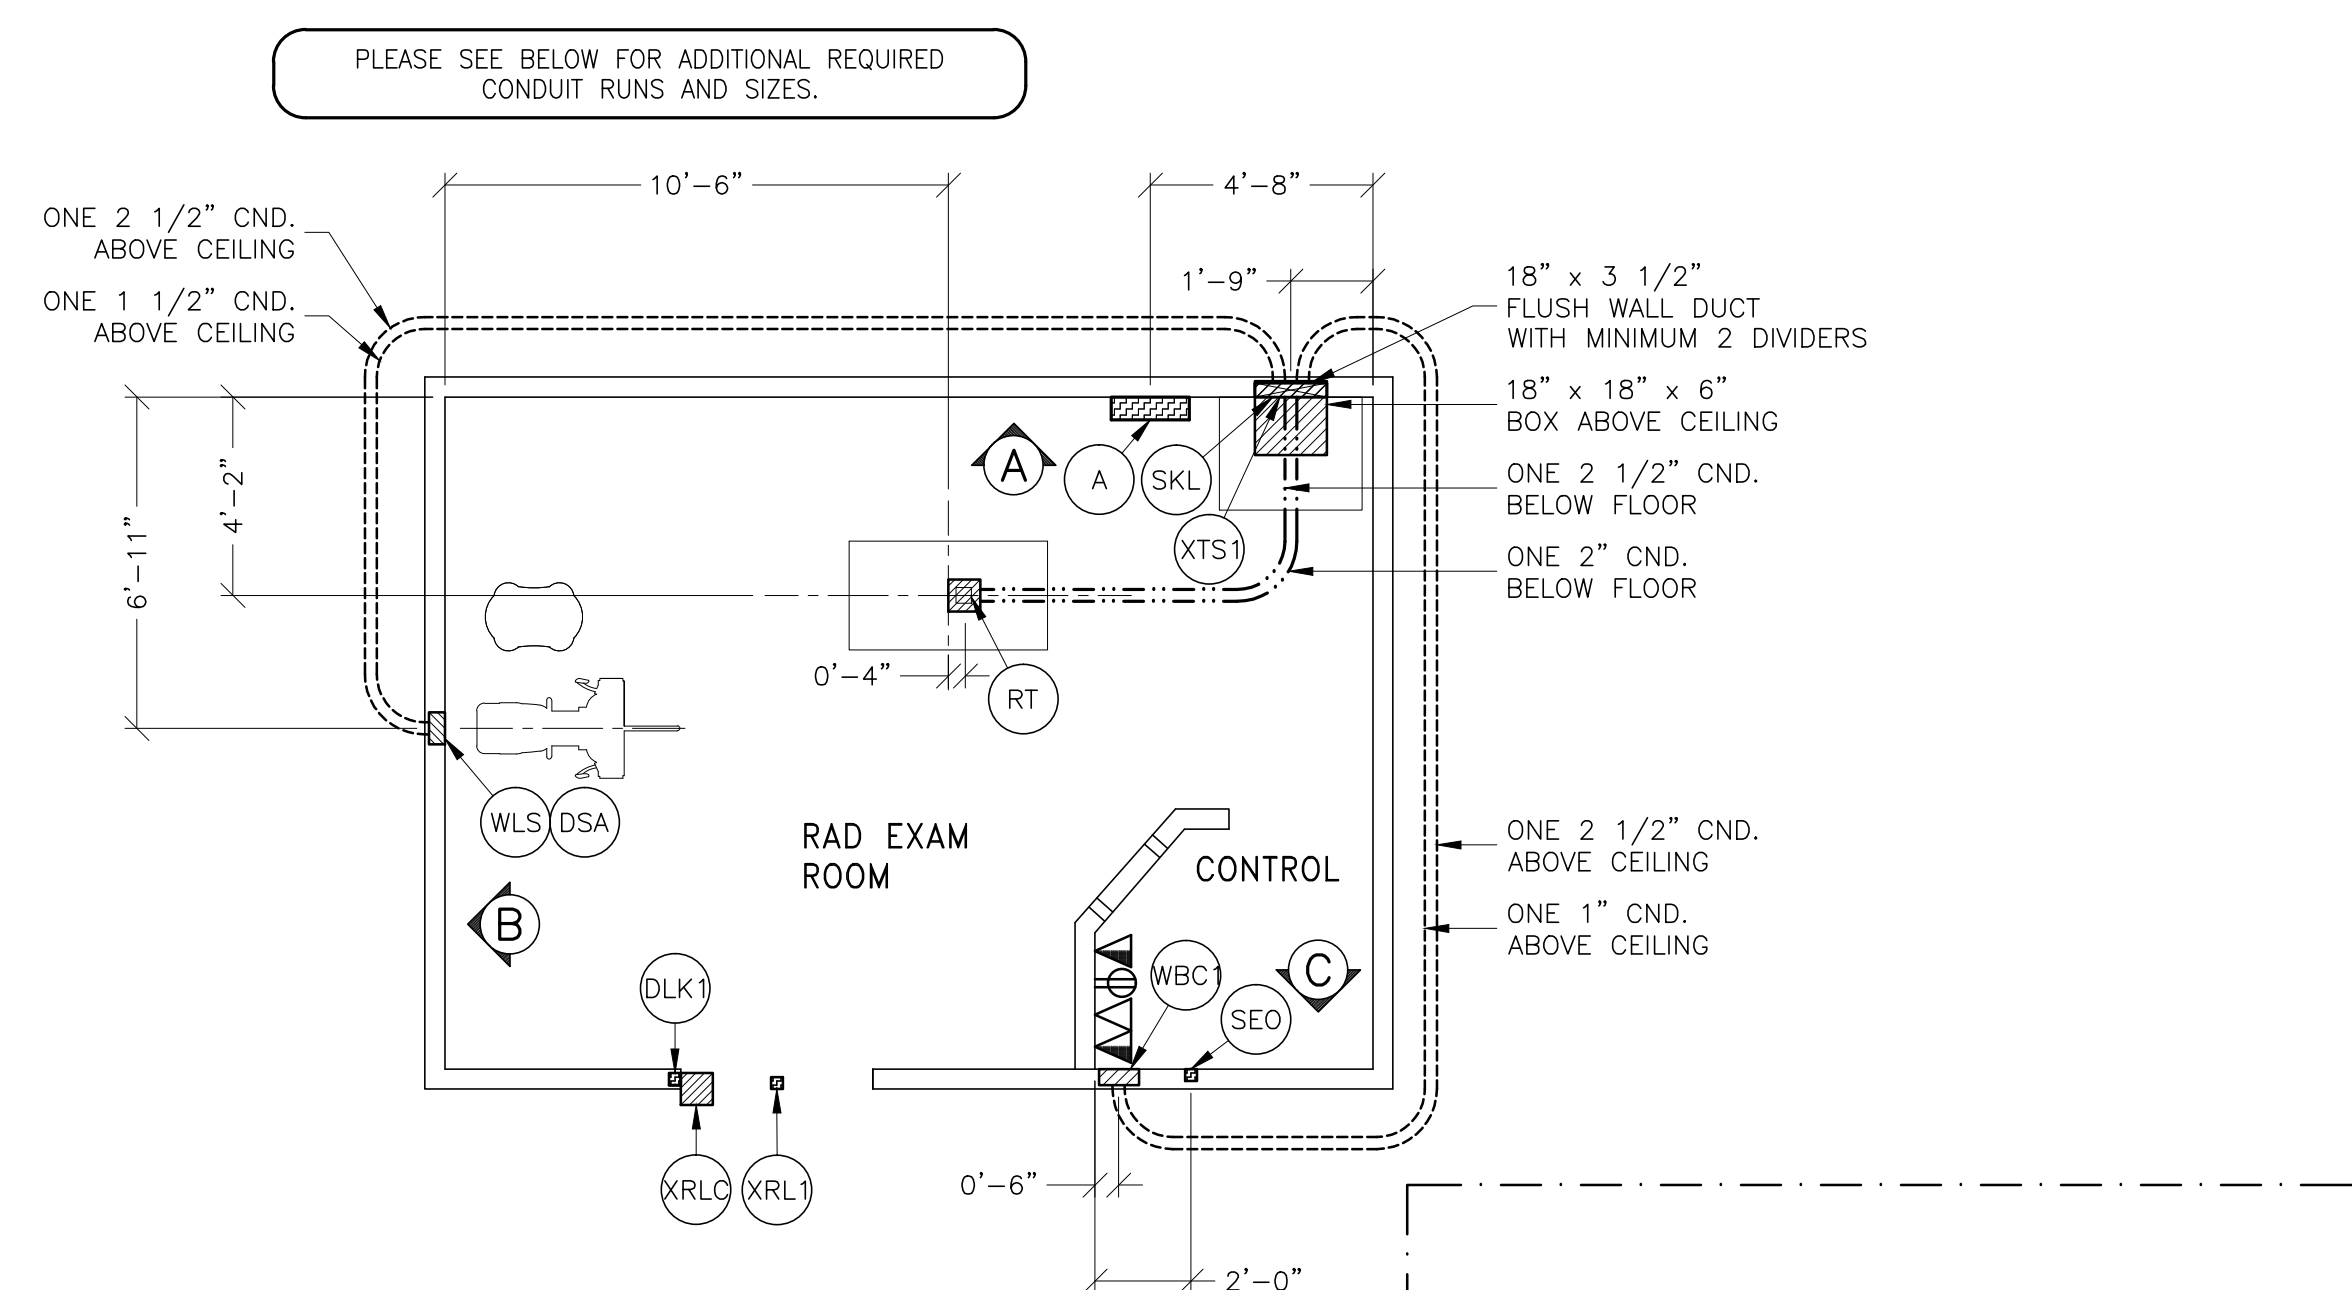 PLEASE SEE BELOW FOR ADDITIONAL REQUIRED
CONDUIT RUNS AND SIZES.
10'-6"
4'-8"
1'-9"
ONE 2 1/2" CND.
ABOVE CEILING
ONE 1 1/2" CND.
ABOVE CEILING
18" x 3 1/2"
FLUSH WALL DUCT
WITH MINIMUM 2 DIVIDERS
18" x 18" x 6"
BOX ABOVE CEILING
ONE 2 1/2" CND.
BELOW FLOOR
ONE 2" CND.
BELOW FLOOR
6'-11"
4'-2"
A
A
SKL
XTS1
0'-4"
RT
WLS
DSA
RAD EXAM
ROOM
CONTROL
ONE 2 1/2" CND.
ABOVE CEILING
ONE 1" CND.
ABOVE CEILING
B
DLK1
WBC1
C
SEO
XRLC
XRL1
0'-6"
2'-0"